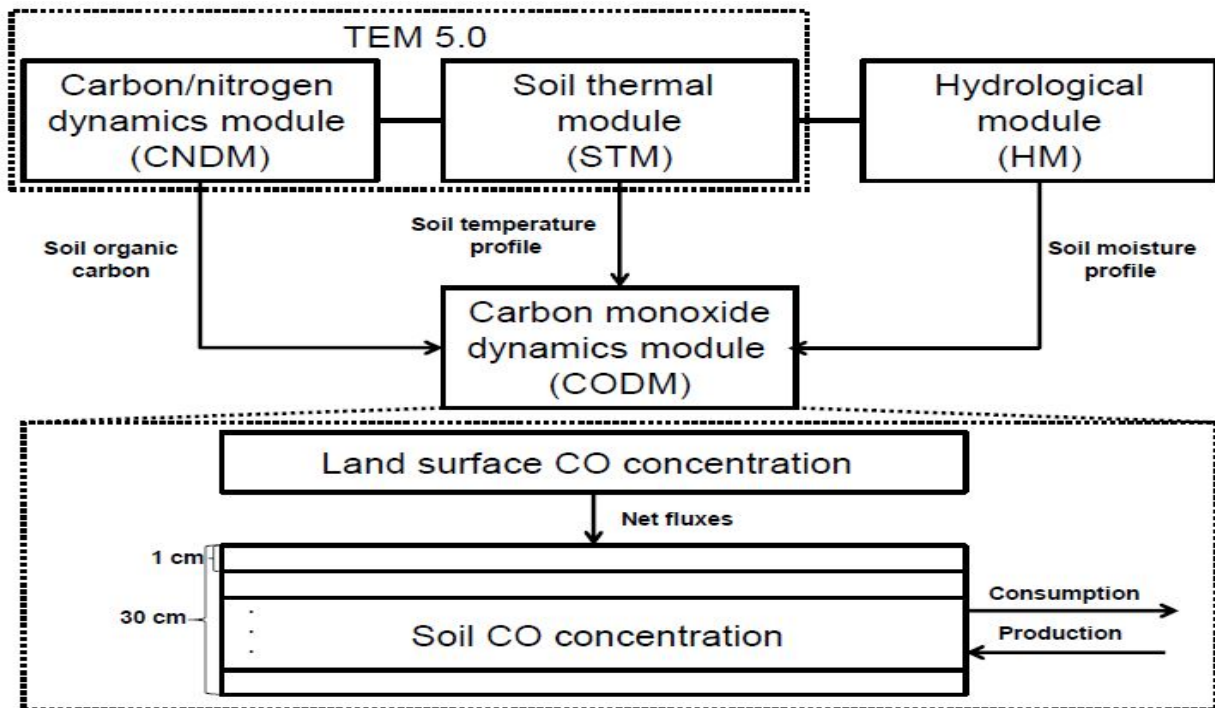 TEM 5.0
Carbon/nitrogen
dynamics module
(CNDM)
Soil thermal
module
(STM)
Hydrological
module
(HM)
Soil organic
carbon
Soil temperature
profile
Soil moisture
profile
Carbon monoxide
dynamics module
(CODM)
Land surface CO concentration
Net fluxes
1 cm
30 cm
Soil CO concentration
Consumption
Production